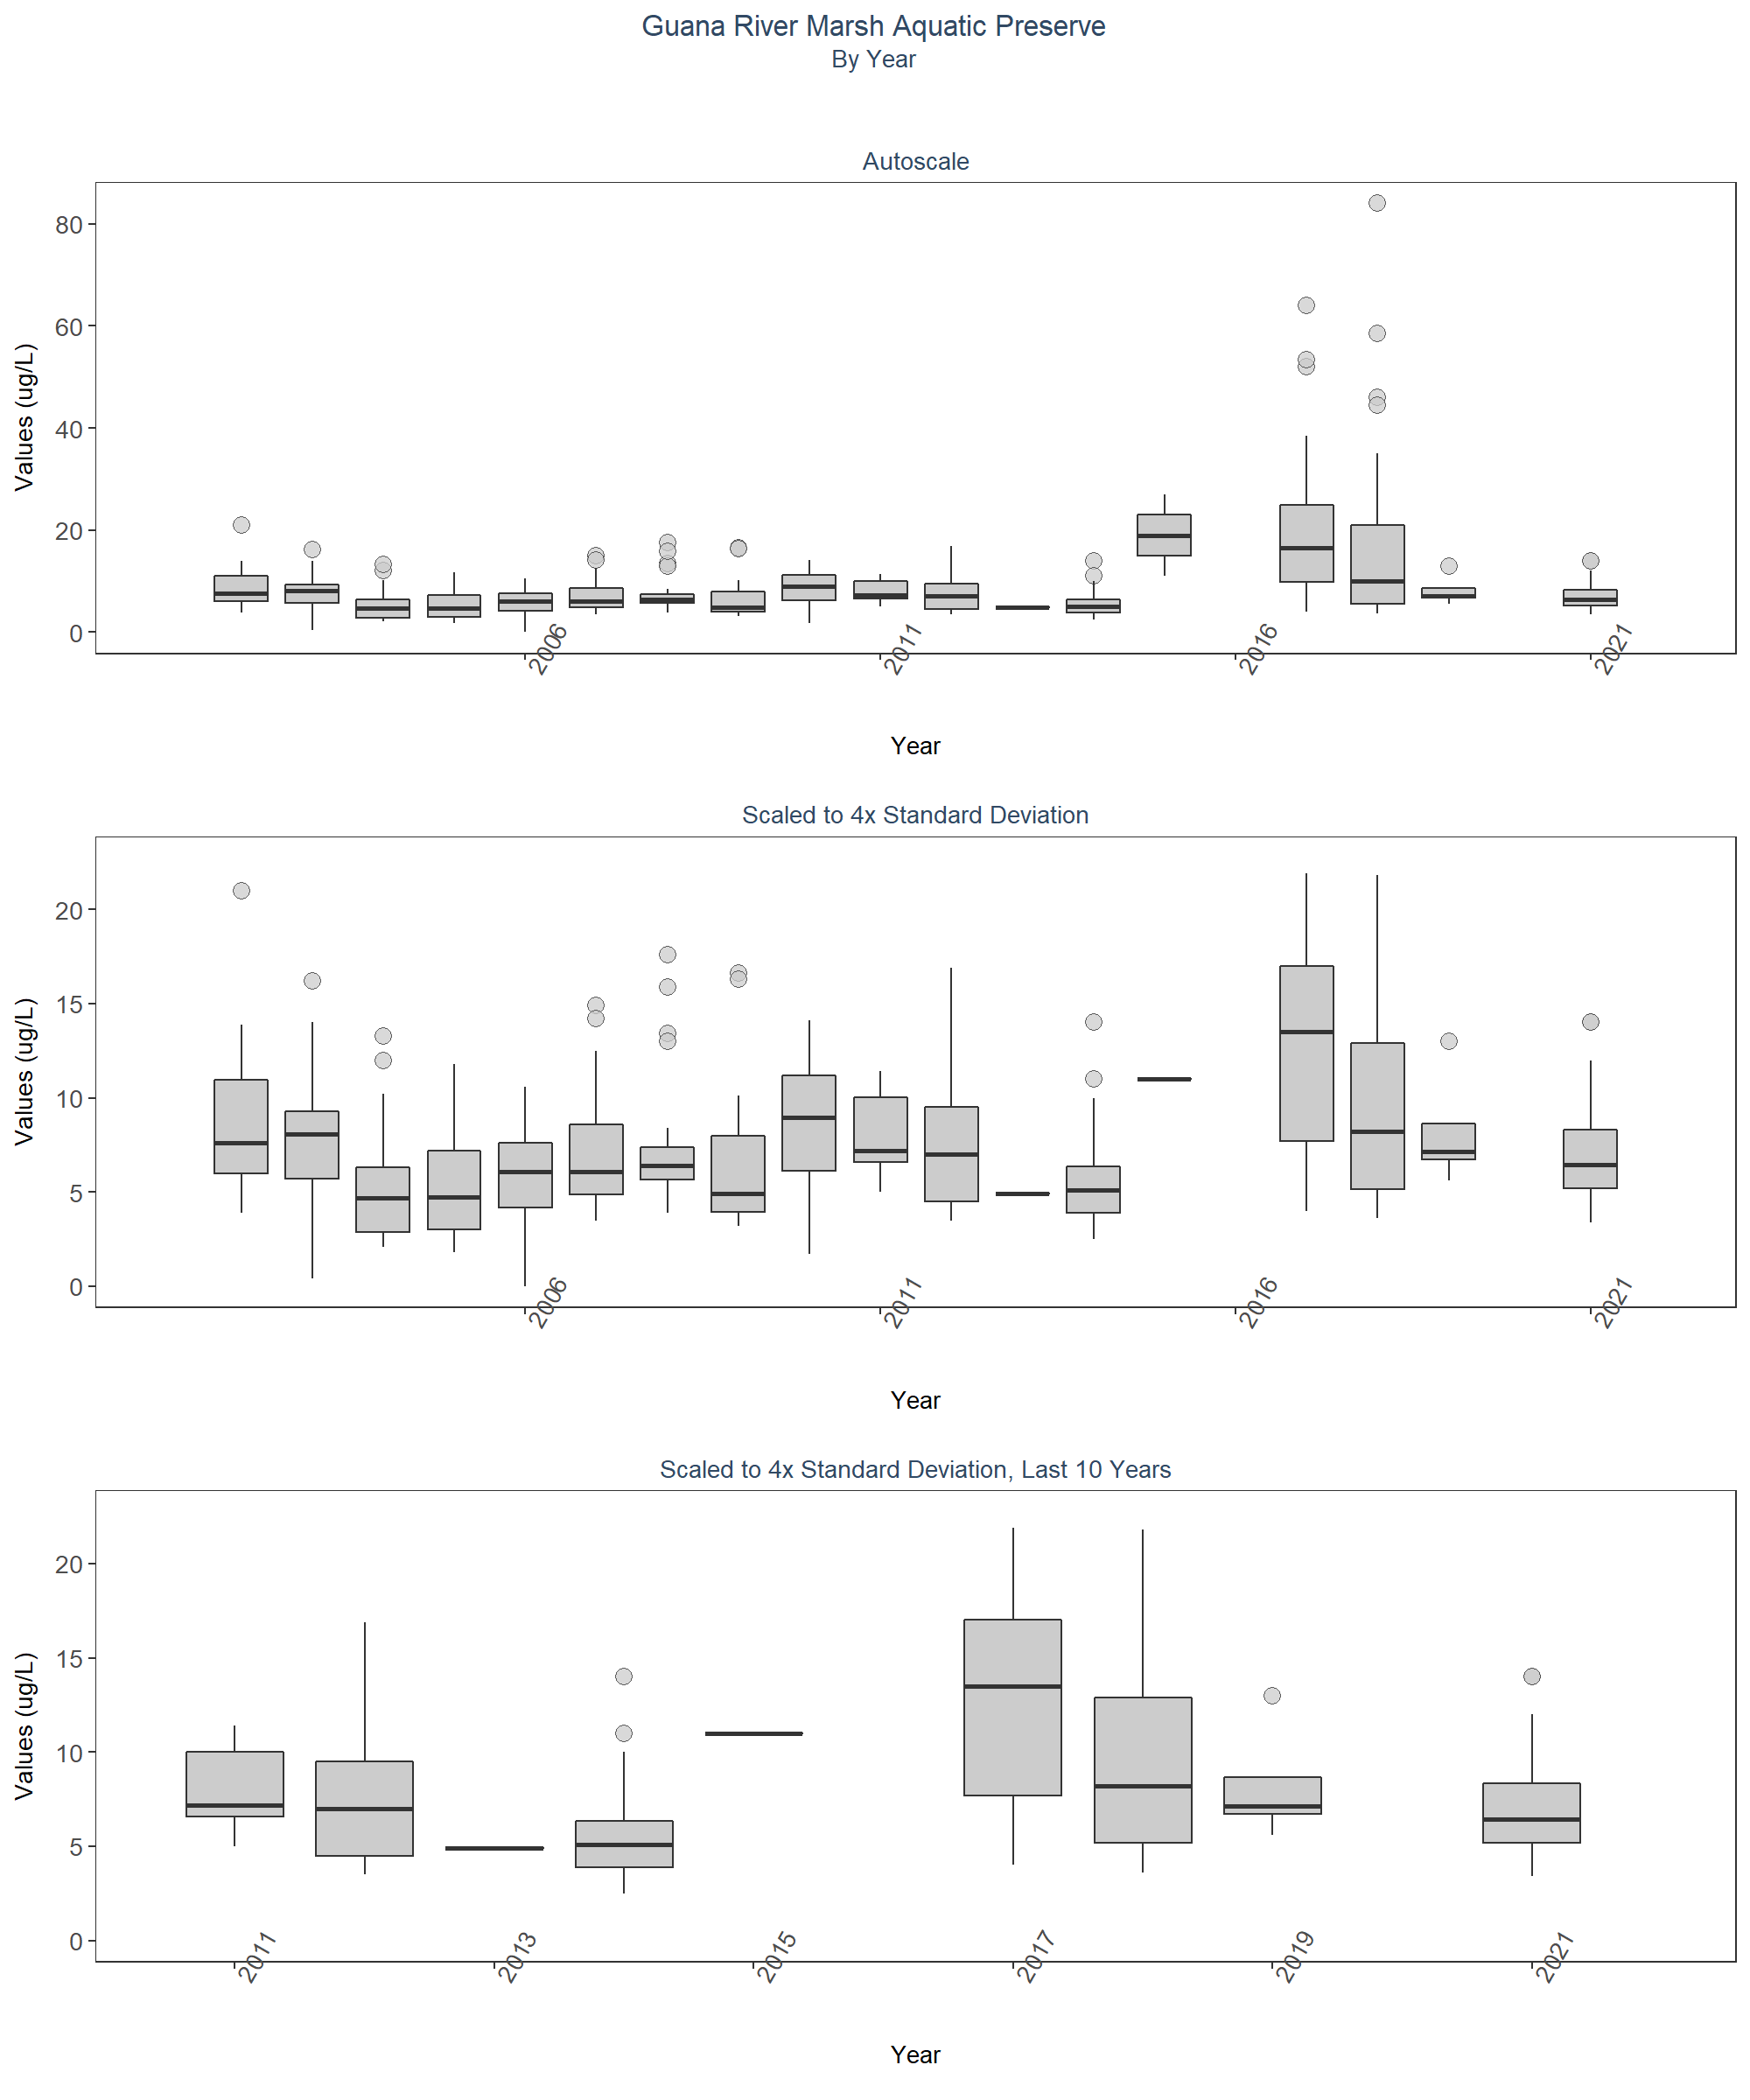 Guana River Marsh Aquatic Preserve
By Year
Autoscale
Values (ug/L)
80
60
40
20
0
2006
2011
2016
2021
Year
Scaled to 4x Standard Deviation
Values (ug/L)
20
15
10
5
0
2006
2011
2016
2021
Year
Scaled to 4x Standard Deviation, Last 10 Years
Values (ug/L)
20
15
10
5
0
2011
2013
2015
2017
2019
2021
Year